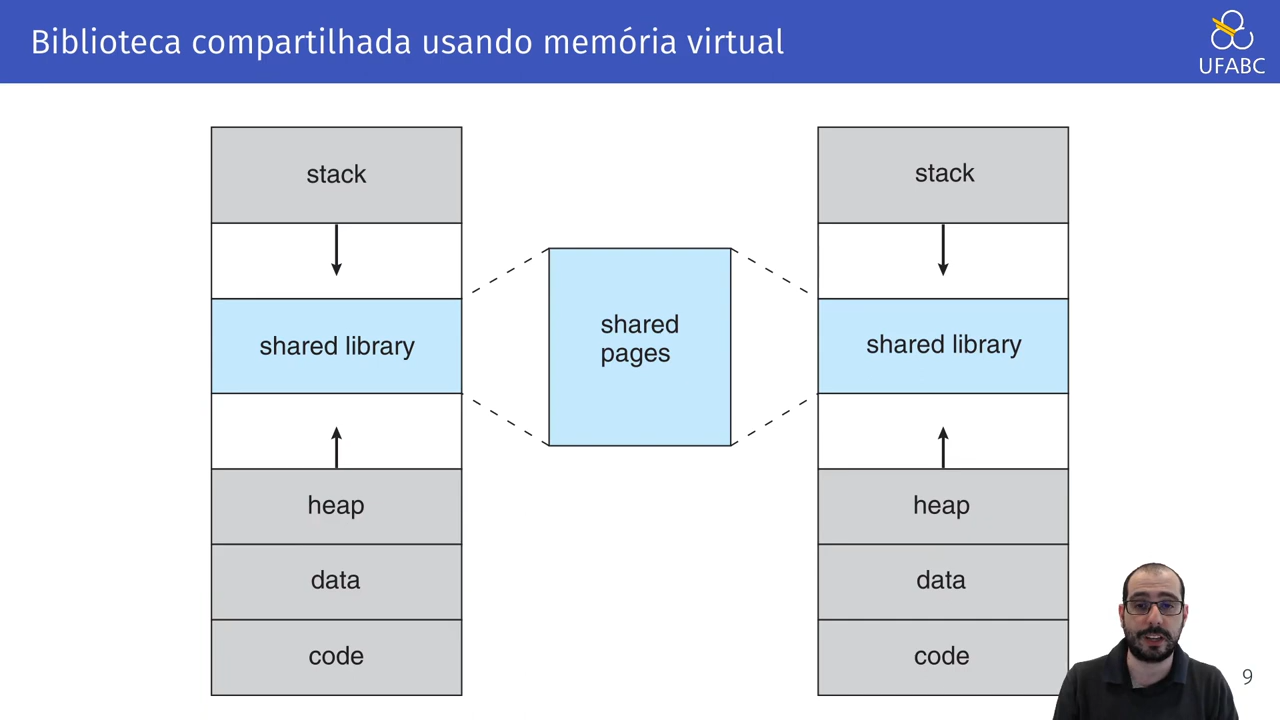 Biblioteca compartilhada usando memória virtual
UFABC
stack
shared library
heap
data
code
shared
pages
stack
shared library
heap
data
code
9